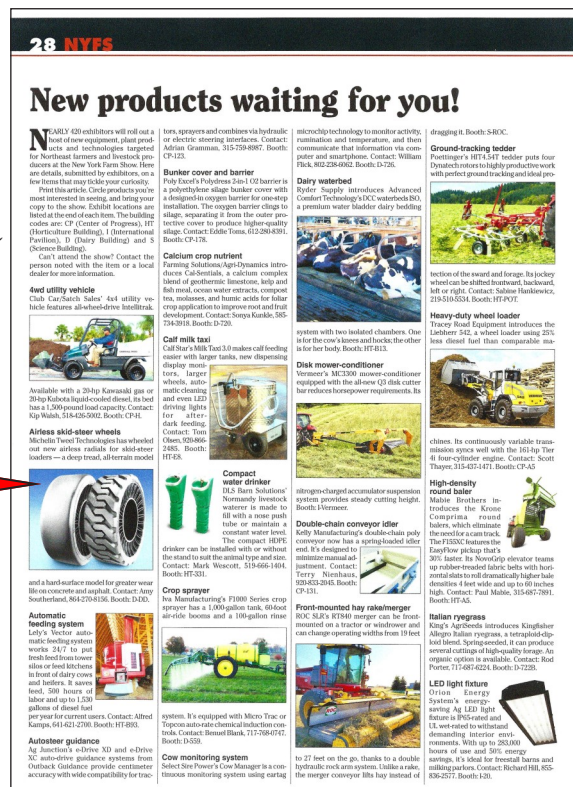 28 NYFS
New products waiting for you!
NEARLY 420 exhibitors will roll out a
host of new equipment, plant prod-
ucts and technologies targeted
for Northeast farmers and livestock pro-
ducers at the New York Farm Show. Here
are details, submitted by exhibitors, on a
few items that may tickle your curiosity.
Print this article. Circle products you're
most interested in seeing, and bring your
copy to the show. Exhibit locations are
listed at the end of each item. The building
codes are: CP (Center of Progress), HT
(Horticulture Building), I (International
Pavilion), D (Dairy Building) and S
(Science Building).
Can't attend the show? Contact the
person noted with the item or a local
dealer for more information.
4wd utility vehicle
Club Car/Satch Sales' 4x4 utility ve-
hicle features all-wheel-drive Intellitrak.
Available with a 20-hp Kawasaki gas or
20-hp Kubota liquid-cooled diesel, its bed
has a 1,500-pound load capacity. Contact:
Kip Walsh, 518-426-5002. Booth: CP-H.
Airless skid-steer wheels
Michelin Tweel Technologies has wheeled
out new airless radials for skid-steer
loaders — a deep tread, all-terrain model
and a hard-surface model for greater wear
life on concrete and asphalt. Contact: Amy
Southerland, 864-270-8156. Booth: D-DD.
Automatic
feeding system
Lely's Vector auto-
matic feeding system
works 24/7 to put
fresh feed from tower
silos or feed kitchens
in front of dairy cows
and heifers. It saves
feed, 500 hours of
labor and up to 1,530
gallons of diesel fuel
per year for current users. Contact: Alfred
Kamps, 641-621-2700. Booth: HT-B93.
Autosteer guidance
Ag Junction's e-Drive XD and e-Drive
XC auto-drive guidance systems from
Outback Guidance provide centimeter
accuracy with wide compatibility for trac-
tors, sprayers and combines via hydraulic
or electric steering interfaces. Contact:
Adrian Gramman, 315-759-8987. Booth:
CP-123.
Bunker cover and barrier
Poly Excel's Polydress 2-in-1 O2 barrier is
a polyethylene silage bunker cover with
a designed-in oxygen barrier for one-step
installation. The oxygen barrier clings to
silage, separating it from the outer pro-
tective cover to produce higher-quality
silage. Contact: Eddie Toms, 612-280-8391.
Booth: CP-178.
Calcium crop nutrient
Farming Solutions/Agri-Dynamics intro-
duces Cal-Sentials, a calcium complex
blend of geothermic limestone, kelp and
fish meal, ocean water extracts, compost
tea, molasses, and humic acids for foliar
crop application to improve root and fruit
development. Contact: Sonya Kunkle, 585-
734-3918. Booth: D-720.
Calf milk taxi
Calf Star's Milk Taxi 3.0 makes calf feeding
easier with larger tanks, new dispensing
display moni-
tors, larger
wheels, auto-
matic cleaning
and even LED
driving lights
for after-
dark feeding.
Contact: Tom
Olsen, 920-866-
2485. Booth:
HT-E8.
Compact
water drinker
DLS Barn Solutions'
Normandy livestock
waterer is made to
fill with a nose push
tube or maintain a
constant water level.
The compact HDPE
drinker can be installed with or without
the stand to suit the animal type and size.
Contact: Mark Wescott, 519-666-1404.
Booth: HT-331.
Crop sprayer
Iva Manufacturing's F1000 Series crop
sprayer has a 1,000-gallon tank, 60-foot
air-ride booms and a 100-gallon rinse
system. It's equipped with Micro Trac or
Topcon auto-rate chemical induction con-
trols. Contact: Benuel Blank, 717-768-0747.
Booth: D-559.
Cow monitoring system
Select Sire Power's Cow Manager is a con-
tinuous monitoring system using eartag
microchip technology to monitor activity,
rumination and temperature, and then
communicate that information via com-
puter and smartphone. Contact: William
Flick, 802-238-6062. Booth: D-726.
Dairy waterbed
Ryder Supply introduces Advanced
Comfort Technology's DCC waterbeds ISO,
a premium water bladder dairy bedding
system with two isolated chambers. One
is for the cow's kneess and hocks; the other
is for her body. Booth: HT-B13.
Disk mower-conditioner
Vermeer's MC3300 mower-conditioner
equipped with the all-new Q3 disk cutter
bar reduces horsepower requirements. Its
nitrogen-charged accumulator suspension
system provides steady cutting height.
Booth: I-Vermeer.
Double-chain conveyor idler
Kelly Manufacturing's double-chain poly
conveyor now has a spring-loaded idler
end. It's designed to
minimize manual ad-
justment. Contact:
Terry Nienhaus,
920-833-2045. Booth:
CP-131.
Front-mounted hay rake/merger
ROC SLR's RT840 merger can be front-
mounted on a tractor or windrower and
can change operating widths from 19 feet
to 27 feet on the go, thanks to a double
hydraulic rock arm system. Unlike a rake,
the merger conveyor lifts hay instead of
dragging it. Booth: S-ROC.
Ground-tracking tedder
Poettinger's HIT4.54T tedder puts four
Dynatech rotors to highly productive work
with perfect ground tracking and ideal pro-
tection of the sward and forage. Its jockey
wheel can be shifted frontward, backward,
left or right. Contact: Sabine Hankiewicz,
219-510-5534. Booth: HT-POT.
Heavy-duty wheel loader
Tracey Road Equipment introduces the
Liebherr 542, a wheel loader using 25%
less diesel fuel than comparable ma-
chines. Its continuously variable trans-
mission syncs well with the 161-hp Tier
4i four-cylinder engine. Contact: Scott
Thayer, 315-437-1471. Booth: CP-A5
High-density
round baler
Mabie Brothers in-
troduces the Krone
Comprima round
balers, which eliminate
the need for a cam track.
The F155XC features the
EasyFlow pickup that's
30% faster. Its NovoGrip elevator teams
up rubber-treaded fabric belts with hori-
zontal slats to roll dramatically higher bale
densities 4 feet wide and up to 60 inches
high. Contact: Paul Mabie, 315-687-7891.
Booth: HT-A5.
Italian ryegrass
King's AgriSeeds introduces Kingfisher
Allegro Italian ryegrass, a tetraploid-dip-
loid blend. Spring-seeded, it can produce
several cuttings of high-quality forage. An
organic option is available. Contact: Rod
Porter, 717-687-6224. Booth: D-722B.
LED light fixture
Orion Energy
System's energy-
saving Ag LED light
fixture is IP65-rated and
UL wet-rated to withstand
demanding interior envi-
ronments. With up to 283,000
hours of use and 50% energy
savings, it's ideal for freestall barns and
milking parlors. Contact: Richard Hill, 855-
836-2577. Booth: I-20.